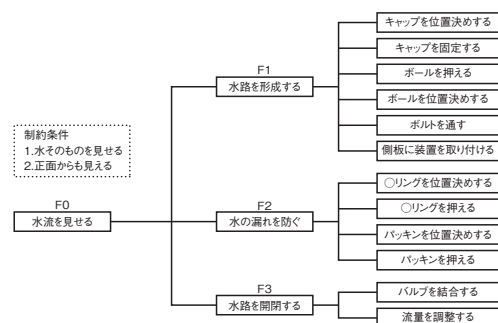 制約条件
1.水そのものを見せる
2.正面からも見える
F0
水流を見せる
F1
水路を形成する
キャップを位置決めする
キャップを固定する
ボールを押える
ボールを位置決めする
ボルトを通す
側板に装置を取り付ける
F2
水の漏れを防ぐ
○リングを位置決めする
○リングを押える
パッキンを位置決めする
パッキンを押える
F3
水路を開閉する
バルブを結合する
流量を調整する